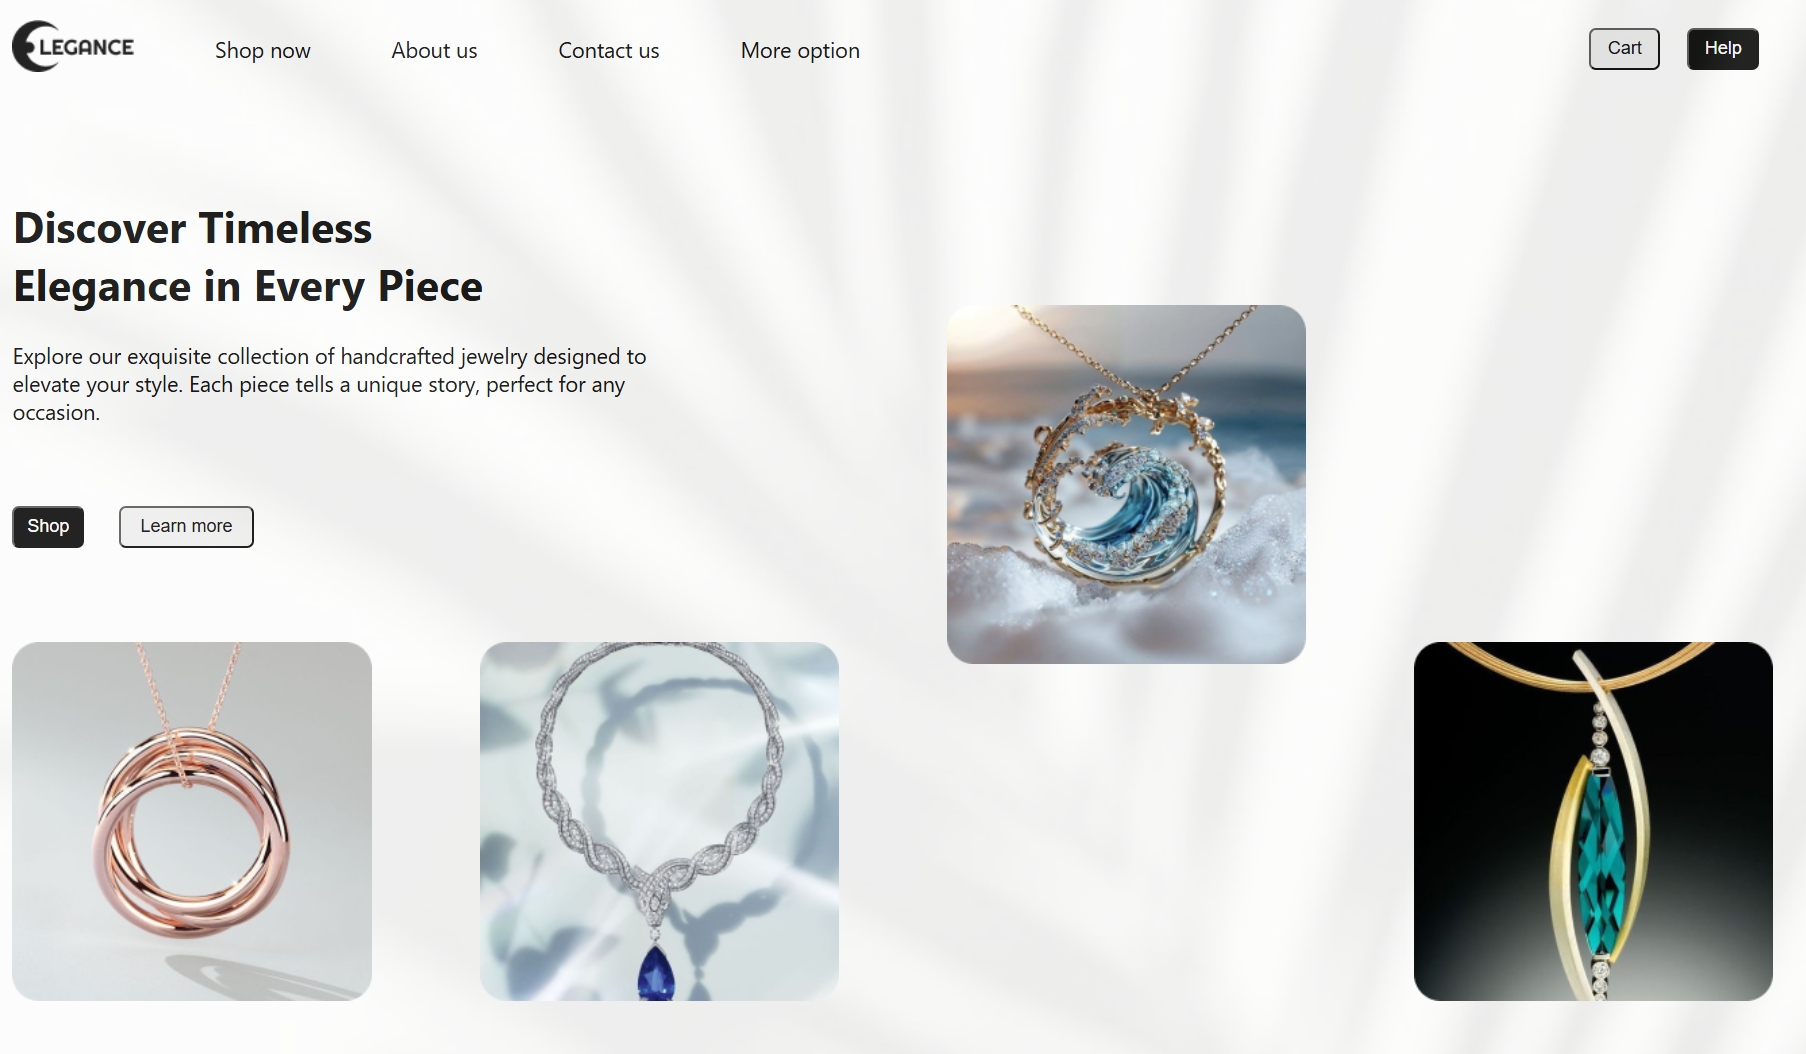 ELEGANCE
Shop now
About us
Contact us
More option
Cart
Help
Discover Timeless
Elegance in Every Piece
Explore our exquisite collection of handcrafted jewelry designed to
elevate your style. Each piece tells a unique story, perfect for any
occasion.
Shop
Learn more